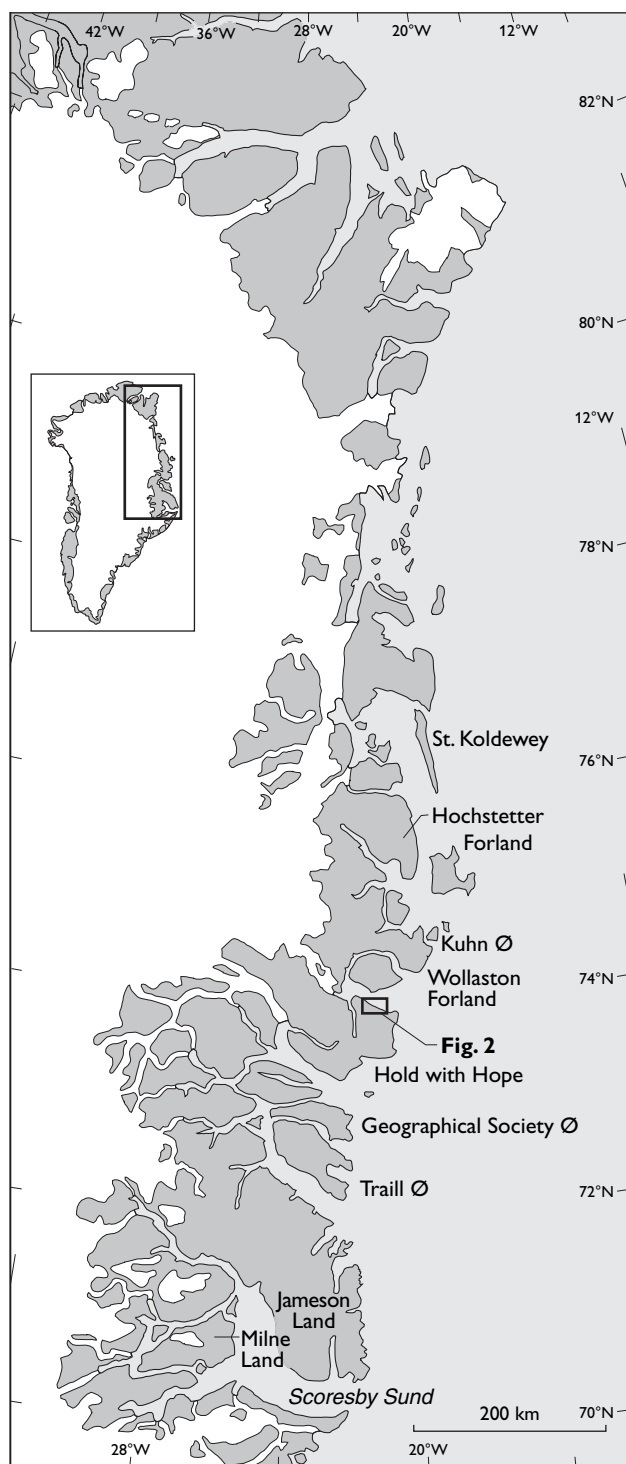 42°W
36°W
28°W
20°W
12°W
82°N
80°N
12°W
78°N
St. Koldewey
76°N
Hochstetter
Forland
Kuhn Ø
74°N
Wollaston
Forland
Fig. 2
Hold with Hope
Geographical Society Ø
Traill Ø
72°N
Jameson
Land
Milne
Land
Scoresby Sund
200 km
70°N
28°W
20°W